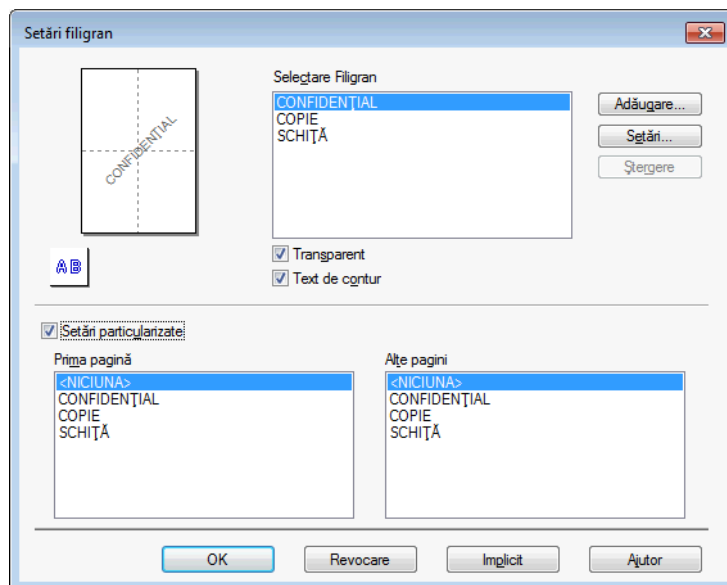 Setări filigran
Selectare Filigran
CONFIDENŢIAL
COPIE
SCHIŢĂ
Adăugare...
Setări...
Ştergere
CONFIDENŢIAL
AB
Transparent
Text de contur
Setări particularizate
Prima pagină
<NICIUNA>
CONFIDENŢIAL
COPIE
SCHIŢĂ
Alte pagini
<NICIUNA>
CONFIDENŢIAL
COPIE
SCHIŢĂ
OK
Revocare
Implicit
Ajutor